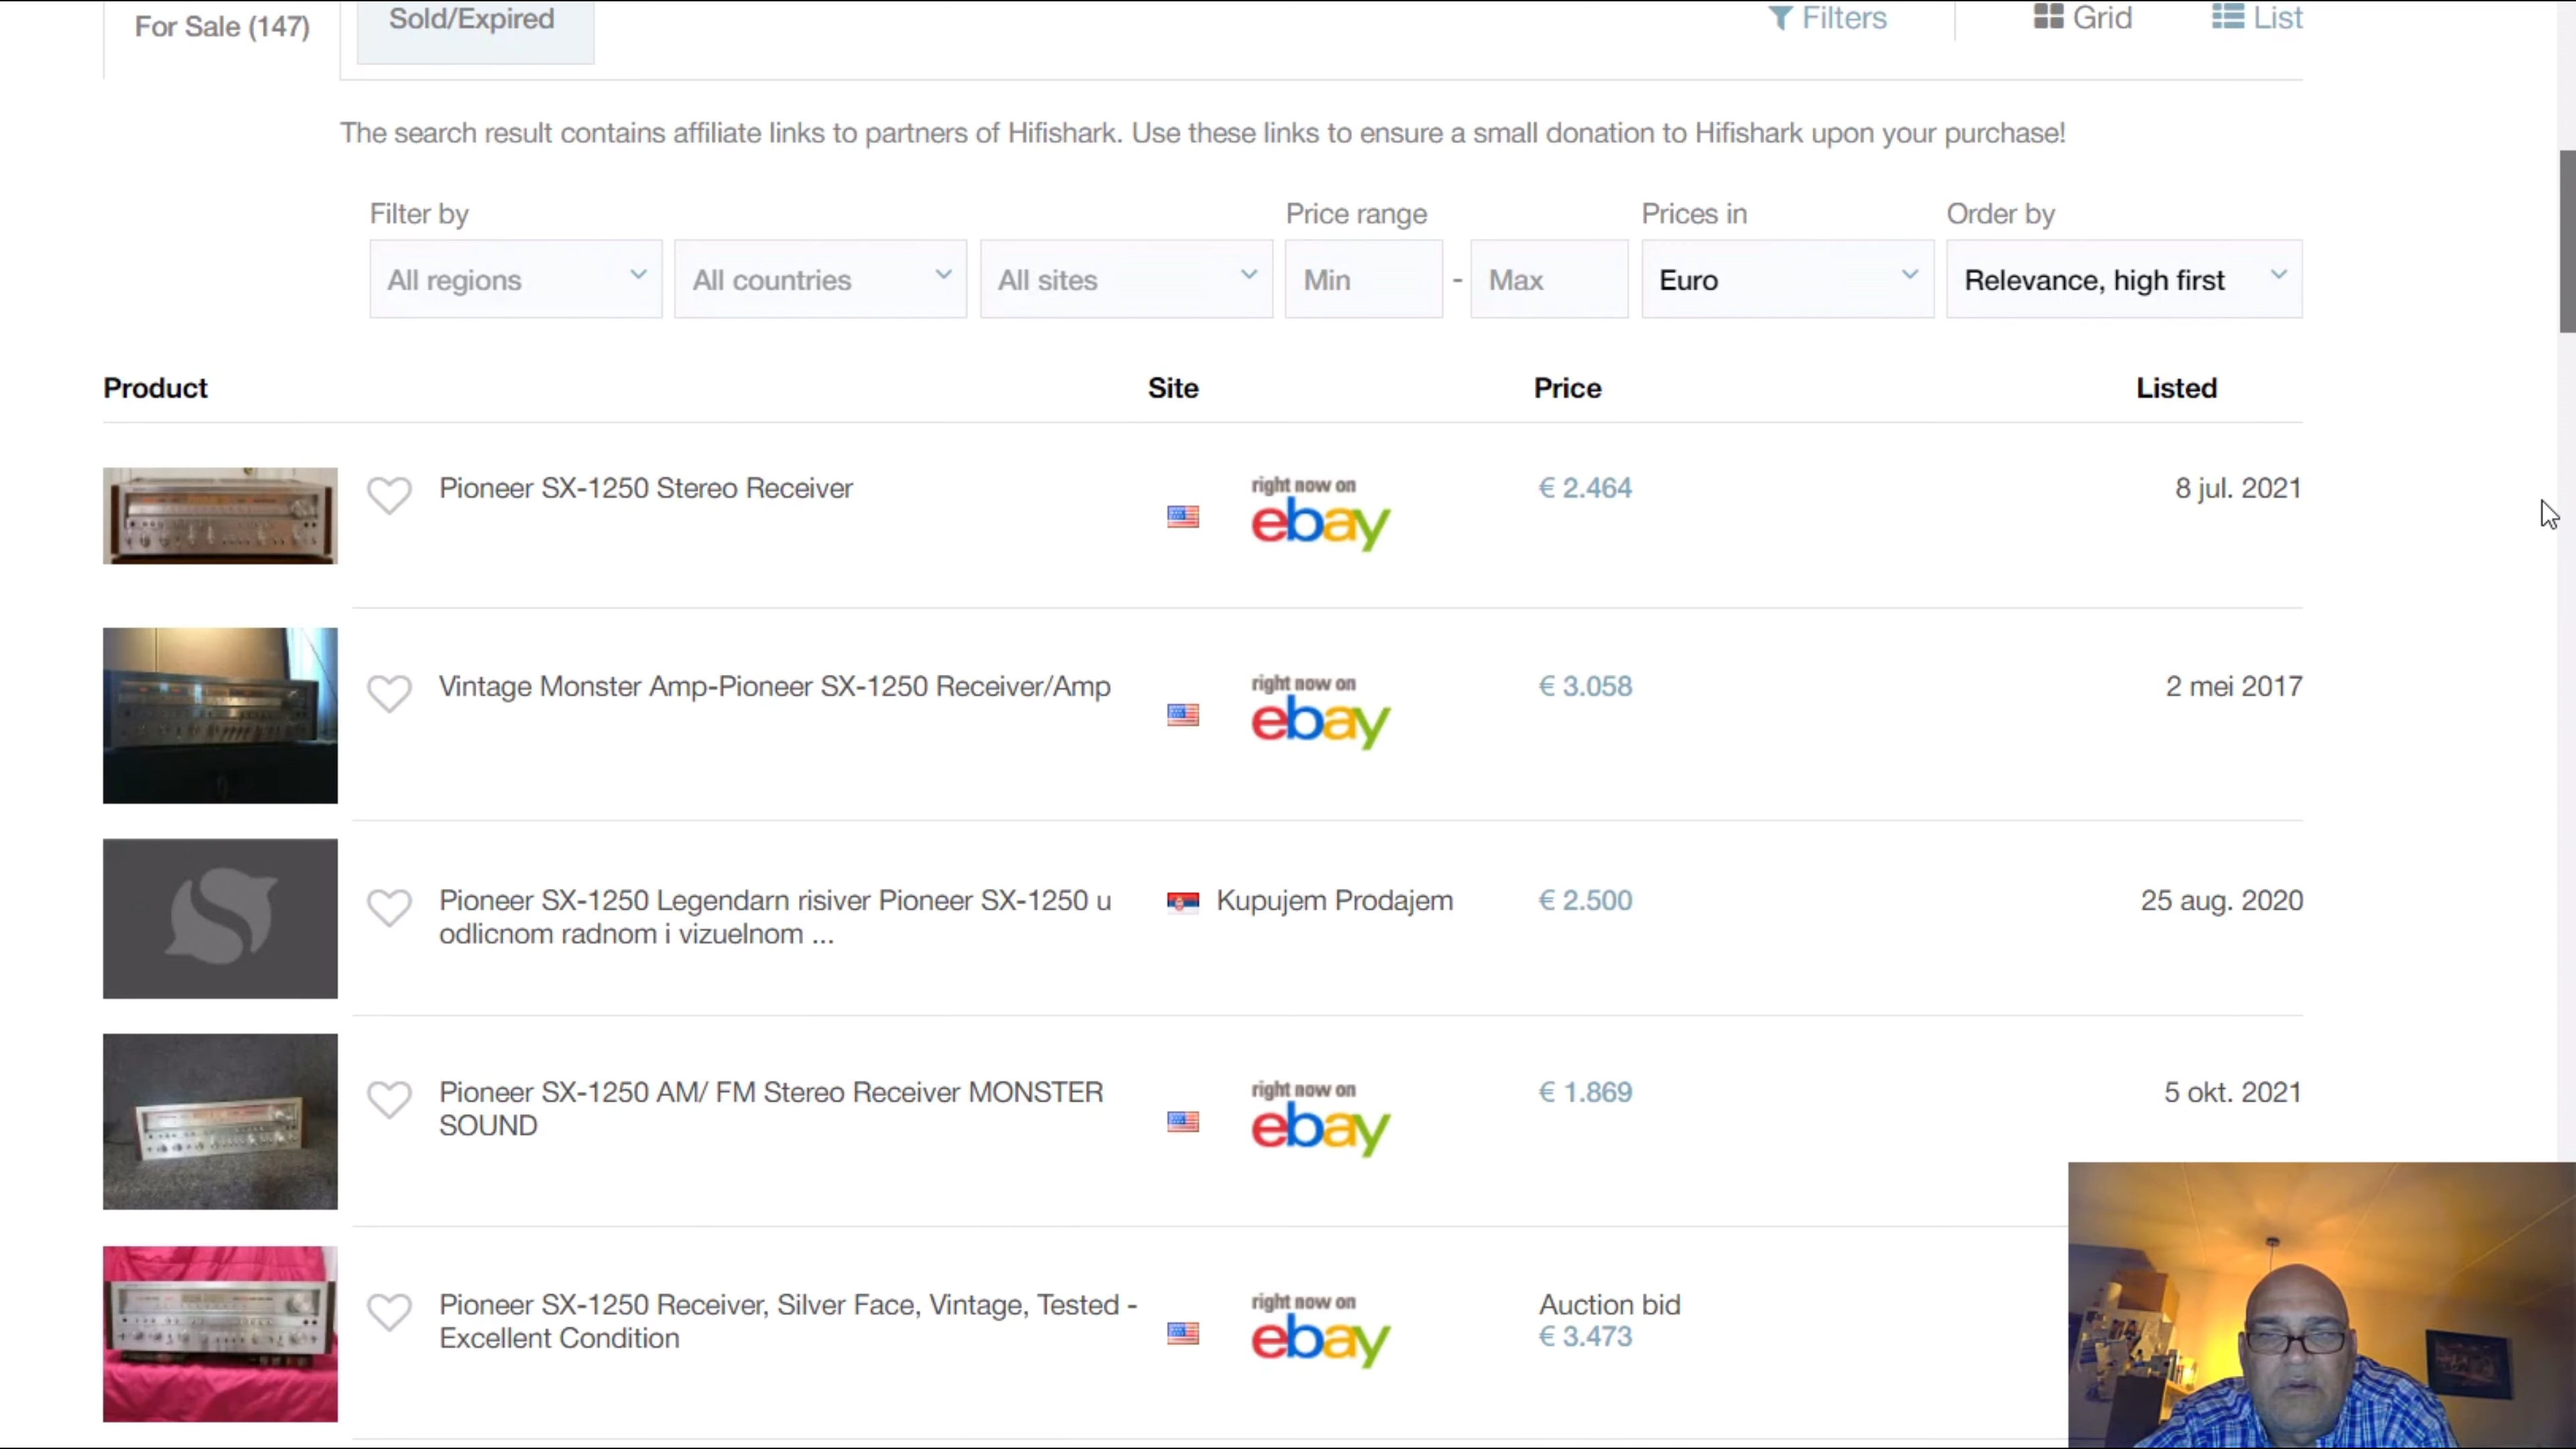 For Sale (147)
Sold/Expired
Filters
Grid
List
The search result contains affiliate links to partners of Hifishark. Use these links to ensure a small donation to Hifishark upon your purchase!
Filter by
Price range
Prices in
Order by
All regions
All countries
All sites
Min
-
Max
Euro
Relevance, high first
Product
Site
Price
Listed
Pioneer SX-1250 Stereo Receiver
right now on
ebay
€ 2.464
8 jul. 2021
Vintage Monster Amp-Pioneer SX-1250 Receiver/Amp
right now on
ebay
€ 3.058
2 mei 2017
Pioneer SX-1250 Legendarn risiver Pioneer SX-1250 u
odlicnom radnom i vizuelnom ...
Kupujem Prodajem
€ 2.500
25 aug. 2020
Pioneer SX-1250 AM/ FM Stereo Receiver MONSTER
SOUND
right now on
ebay
€ 1.869
5 okt. 2021
Pioneer SX-1250 Receiver, Silver Face, Vintage, Tested -
Excellent Condition
right now on
ebay
Auction bid
€ 3.473